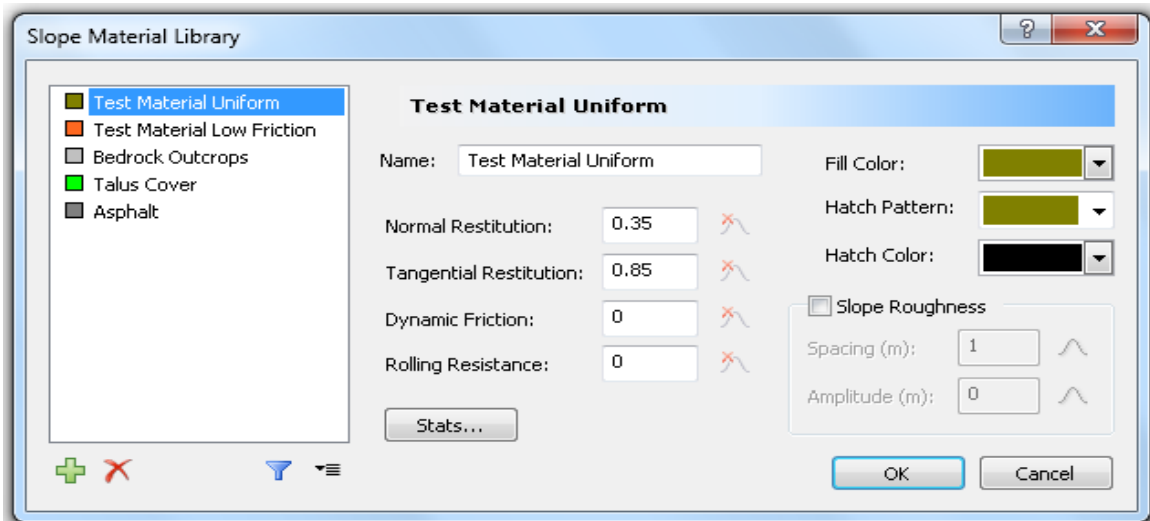 Slope Material Library
?
Test Material Uniform
Test Material Low Friction
Bedrock Outcrops
Talus Cover
Asphalt
Test Material Uniform
Name: Test Material Uniform
Normal Restitution: 0.35
Tangential Restitution: 0.85
Dynamic Friction: 0
Rolling Resistance: 0
Stats...
Fill Color:
Hatch Pattern:
Hatch Color:
Slope Roughness
Spacing (m): 1
Amplitude (m): 0
OK
Cancel